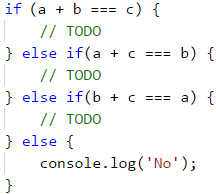 if (a + b === c) {
    // TODO
} else if(a + c === b) {
    // TODO
} else if(b + c === a) {
    // TODO
} else {
    console.log('No');
}